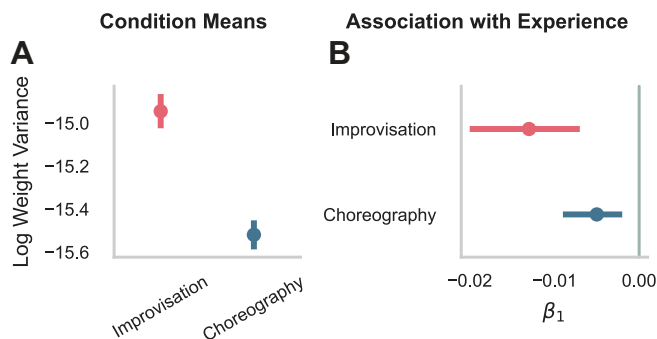 Condition Means
Association with Experience
A
B
Log Weight Variance
−15.0
−15.2
−15.4
−15.6
Improvisation
Choreography
Improvisation
Choreography
−0.02
−0.01
0.00
β₁